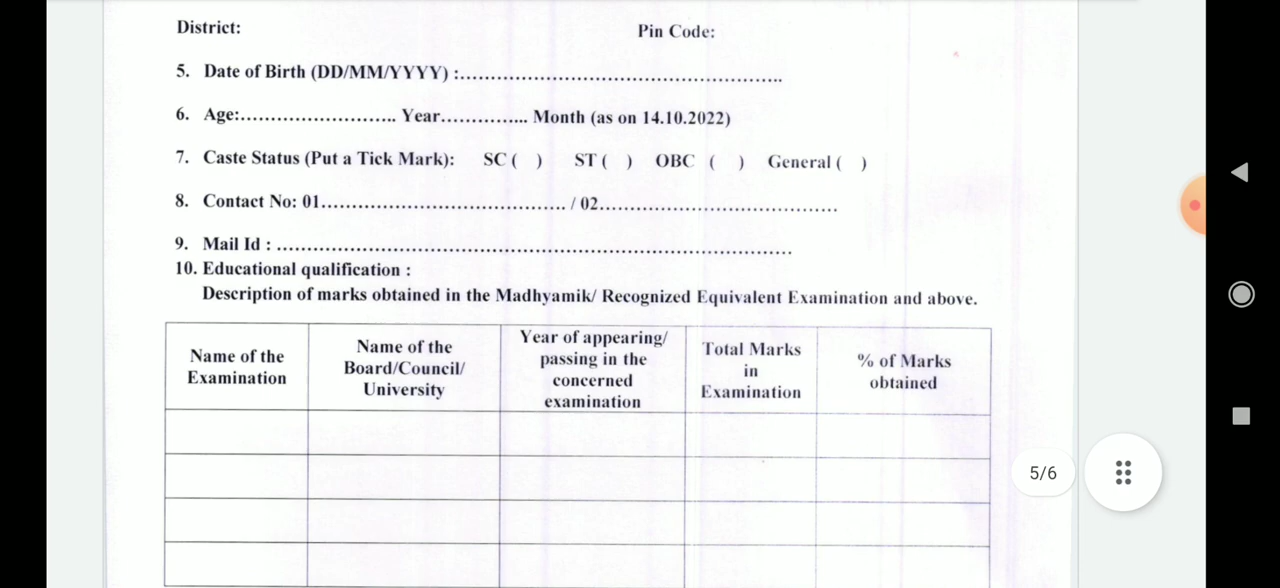 District: Pin Code:
5. Date of Birth (DD/MM/YYYY) :......................................................
6. Age:.......................... Year.............. Month (as on 14.10.2022)
7. Caste Status (Put a Tick Mark): SC ( ) ST ( ) OBC ( ) General ( )
8. Contact No: 01......................................... / 02........................................
9. Mail Id : ......................................................................................
10. Educational qualification :
Description of marks obtained in the Madhyamik/ Recognized Equivalent Examination and above.
Name of the
Examination
Name of the
Board/Council/
University
Year of appearing/
passing in the
concerned
examination
Total Marks
in
Examination
% of Marks
obtained
5/6